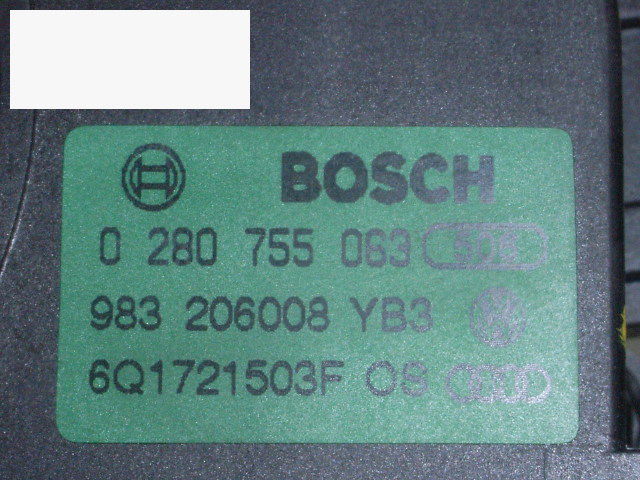 BOSCH
0 280 755 063
983 206008 YB3
6Q1721503F OS